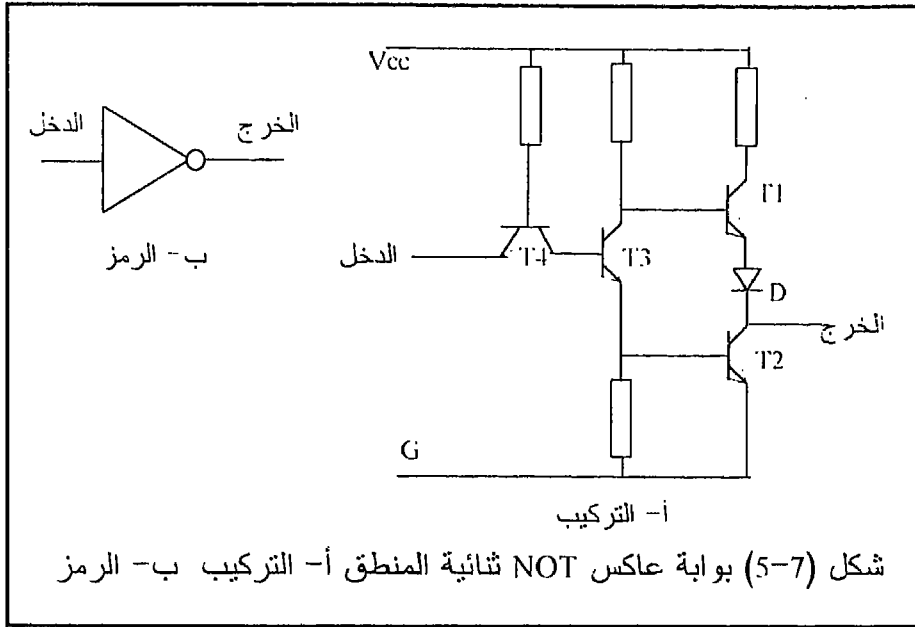 Vcc
الدخل
الخرج
T1
الدخل
T4
T3
ب- الرمز
D
الخرج
T2
G
أ- التركيب
شكل (7-5) بوابة عاكس NOT ثنائية المنطق أ- التركيب ب- الرمز